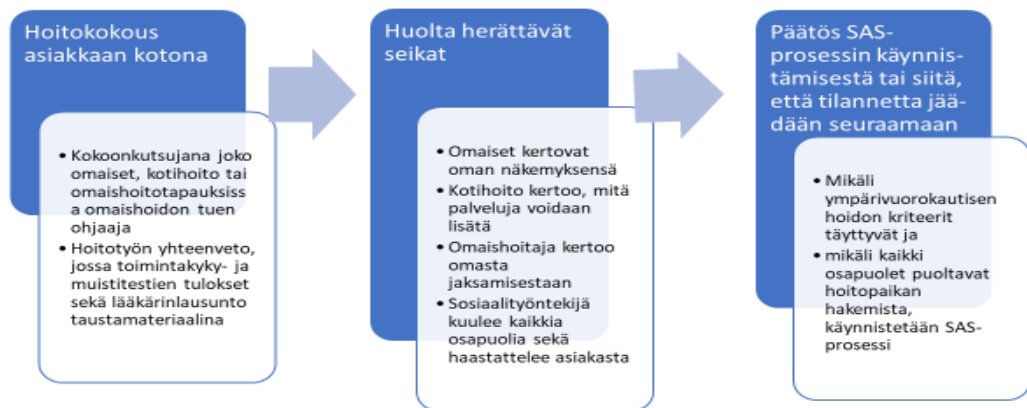 Hoitokokous
asiakkaan kotona
• Kokoonkutsujana joko
omaiset, kotihoito tai
omaishoitotapauksiss
a omaishoidon tuen
ohjaaja
• Hoitotyön yhteenveto,
jossa toimintakyky- ja
muistitestien tulokset
sekä lääkärinlausunto
taustamateriaalina
Huolta herättävät
seikat
• Omaiset kertovat
oman näkemyksensä
• Kotihoito kertoo, mitä
palveluja voidaan
lisätä
• Omaishoitaja kertoo
omasta
jaksamisestaan
• Sosiaalityöntekijä
kuulee kaikkia
osapuolia sekä
haastattelee asiakasta
Päätös SAS-
prosessin käynnis-
tämisestä tai siitä,
että tilannetta jää-
dään seuraamaan
• Mikäli
ympärivuorokautisen
hoidon kriteerit
täyttyvät ja
• mikäli kaikki
osapuolet puoltavat
hoitopaikan
hakemista,
käynnistetään SAS-
prosessi